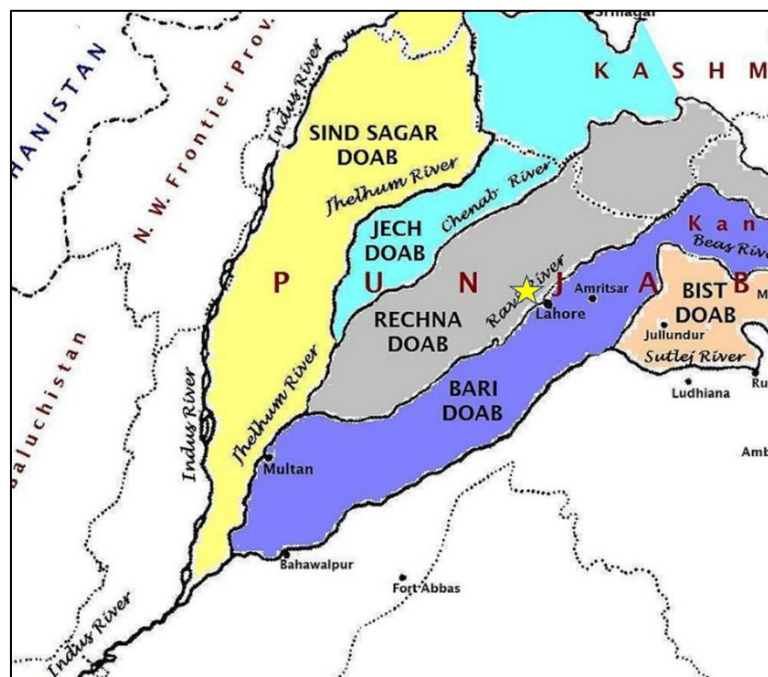 Srinagar
K A S H M
HANISTAN
N. W. Frontier Prov.
Indus River
SIND SAGAR
DOAB
Jhelhum River
Chenab River
JECH
DOAB
Kan
Beas Rive
P U N J A B
Ravi River
Amritsar
Lahore
BIST
DOAB
M
Jullundur
RECHNA
DOAB
Sutlej River
Ru
Ludhiana
BARI
DOAB
Baluchistan
Indus River
Jhelhum River
Multan
Amb
Bahawalpur
Fort Abbas
Indus River